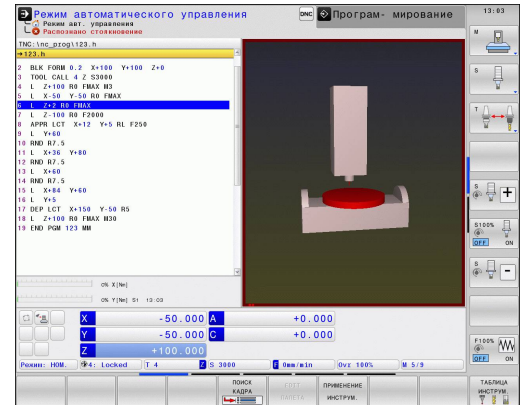 Режим автоматического управления
Режим авт. управления
Распознано столкновение
DNC
Програм- мирование
13:03
TNC:\nc_prog\123.h
→123.h
2 BLK FORM 0.2 X+100 Y+100 Z+0
3 TOOL CALL 4 Z S3000
4 L Z+100 R0 FMAX M3
5 L X-50 Y-50 R0 FMAX
6 L Z+2 R0 FMAX
7 L Z-100 R0 F2000
8 APPR LCT X+12 Y+5 RL F250
9 L Y+60
10 RND R7.5
11 L X+36 Y+80
12 RND R7.5
13 L X+60
14 RND R7.5
15 L X+84 Y+60
16 L Y+5
17 DEP LCT X+150 Y-50 R5
18 L Z+100 R0 FMAX M30
19 END PGM 123 MM
0% X[Nm]
0% Y[Nm] S1 13:03
X -50.000 A +0.000
Y -50.000 C +0.000
Z +100.000
Режим: НОМ. 4: Locked T 4 Z S 3000 F 0mm/min Ovr 100% M 5/9
M
S
T
S
S100%
OFF ON
S
F100%
OFF ON
ПОИСК
КАДРА
ПРИМЕНЕНИЕ
ИНСТРУМ.
ТАБЛИЦА
ИНСТРУМ.